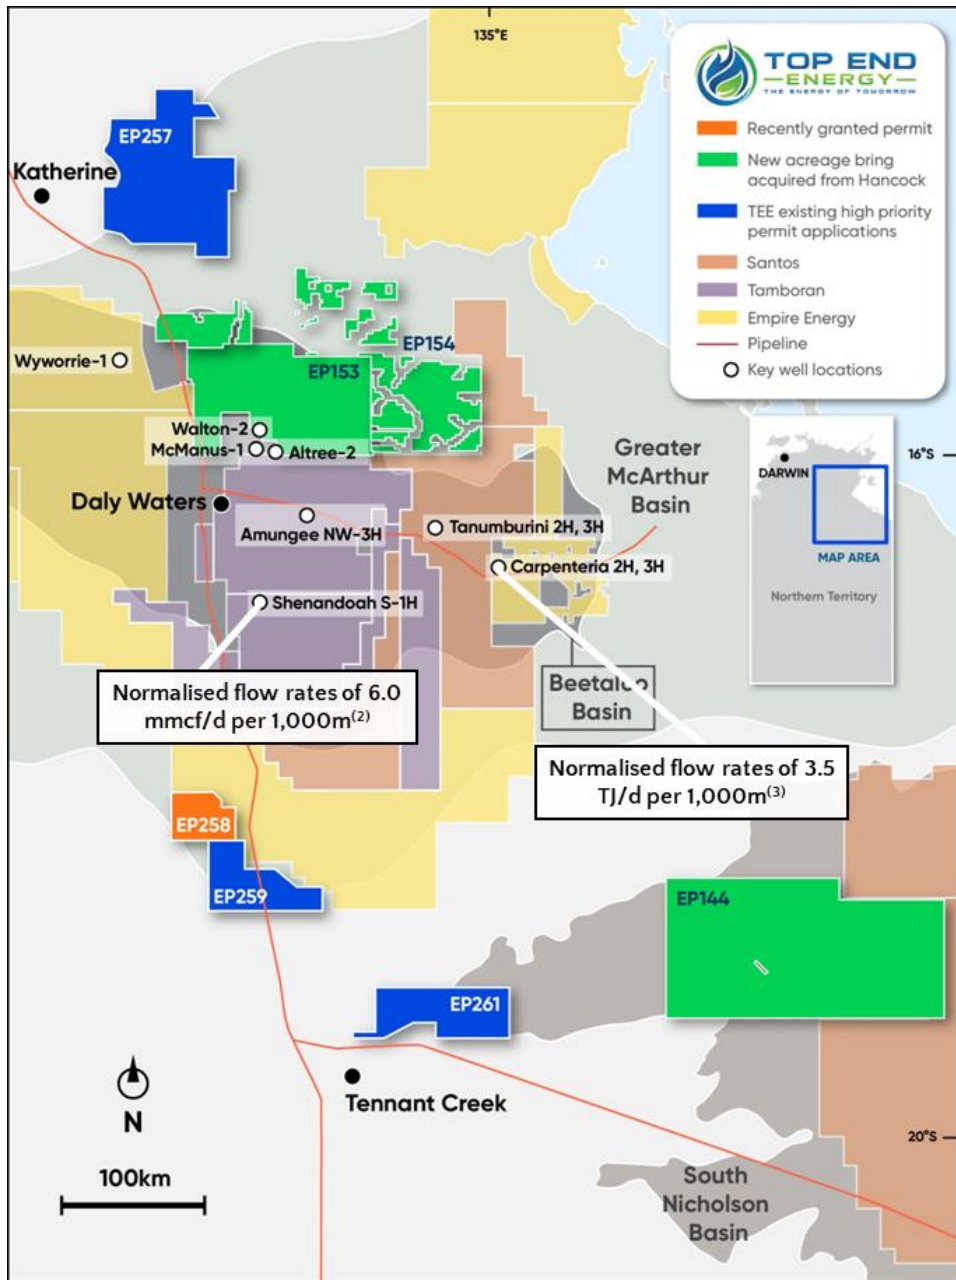 135°E
TOP END
ENERGY
THE ENERGY OF TOMORROW
Recently granted permit
New acreage bring
acquired from Hancock
TEE existing high priority
permit applications
Santos
Tamboran
Empire Energy
Pipeline
Key well locations
EP257
Katherine
EP154
Wyworrie-1
EP153
Walton-2
McManus-1
Altree-2
Greater
McArthur
Basin
16°S
DARWIN
MAP AREA
Northern Territory
Daly Waters
Amungee NW-3H
Tanumburini 2H, 3H
Carpenteria 2H, 3H
Shenandoah S-1H
Normalised flow rates of 6.0
mmcf/d per 1,000m(2)
Beetaloo
Basin
Normalised flow rates of 3.5
TJ/d per 1,000m(3)
EP258
EP259
EP144
EP261
Tennant Creek
N
100km
20°S
South
Nicholson
Basin